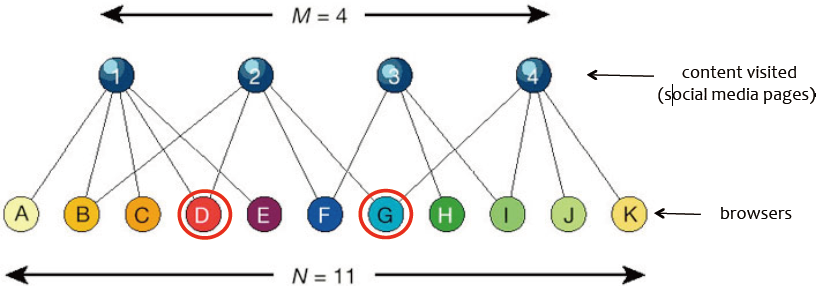 M = 4
1 2 3 4
content visited
(social media pages)
A B C D E F G H I J K
browsers
N = 11